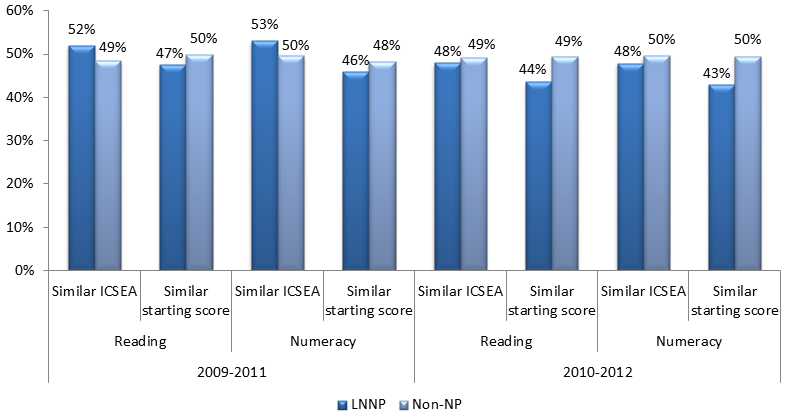 60%
50%
40%
30%
20%
10%
0%
52% 49% 47% 50% 53% 50% 46% 48% 48% 49% 44% 49% 48% 50% 43% 50%
Similar ICSEA Similar starting score Similar ICSEA Similar starting score Similar ICSEA Similar starting score Similar ICSEA Similar starting score
Reading Numeracy Reading Numeracy
2009-2011 2010-2012
LNNP Non-NP